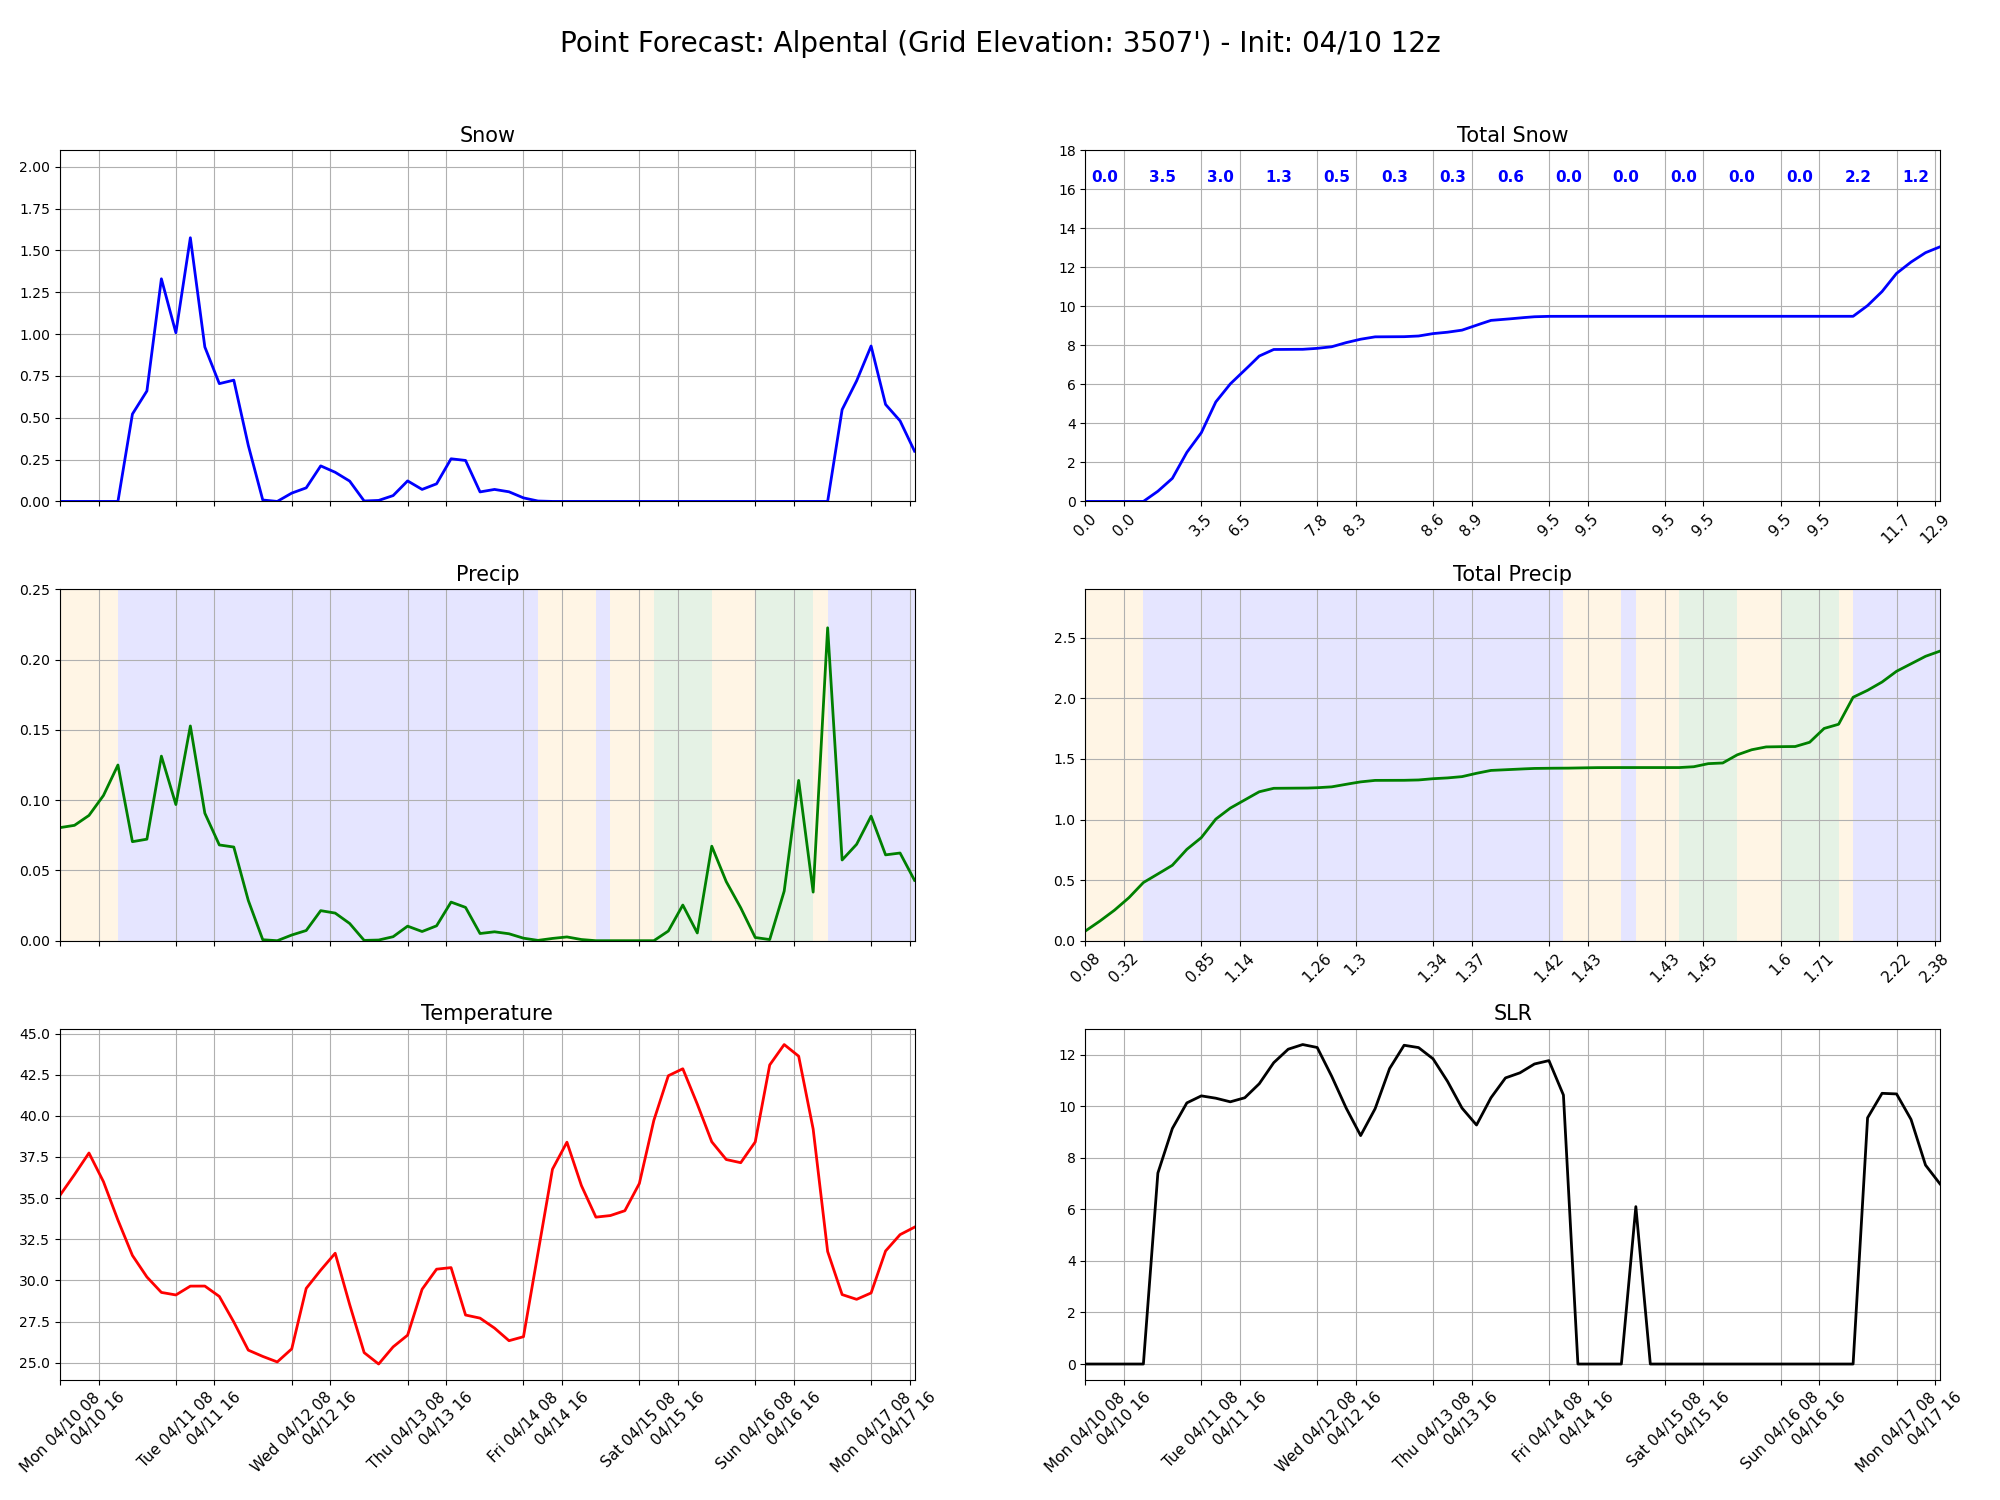 Point Forecast: Alpental (Grid Elevation: 3507') - Init: 04/10 12z
Snow
2.00
1.75
1.50
1.25
1.00
0.75
0.50
0.25
0.00
Total Snow
18
16
14
12
10
8
6
4
2
0
0.0 3.5 3.0 1.3 0.5 0.3 0.3 0.6 0.0 0.0 0.0 0.0 0.0 2.2 1.2
0.0 0.0 3.5 6.5 7.8 8.3 8.6 8.9 9.5 9.5 9.5 9.5 9.5 9.5 11.7 12.9
Precip
0.25
0.20
0.15
0.10
0.05
0.00
Total Precip
2.5
2.0
1.5
1.0
0.5
0.0
0.08 0.32 0.85 1.14 1.26 1.3 1.34 1.37 1.42 1.43 1.43 1.45 1.6 1.71 2.22 2.38
Temperature
45.0
42.5
40.0
37.5
35.0
32.5
30.0
27.5
25.0
Mon 04/10 08
04/10 16
Tue 04/11 08
04/11 16
Wed 04/12 08
04/12 16
Thu 04/13 08
04/13 16
Fri 04/14 08
04/14 16
Sat 04/15 08
04/15 16
Sun 04/16 08
04/16 16
Mon 04/17 08
04/17 16
SLR
12
10
8
6
4
2
0
Mon 04/10 08
04/10 16
Tue 04/11 08
04/11 16
Wed 04/12 08
04/12 16
Thu 04/13 08
04/13 16
Fri 04/14 08
04/14 16
Sat 04/15 08
04/15 16
Sun 04/16 08
04/16 16
Mon 04/17 08
04/17 16